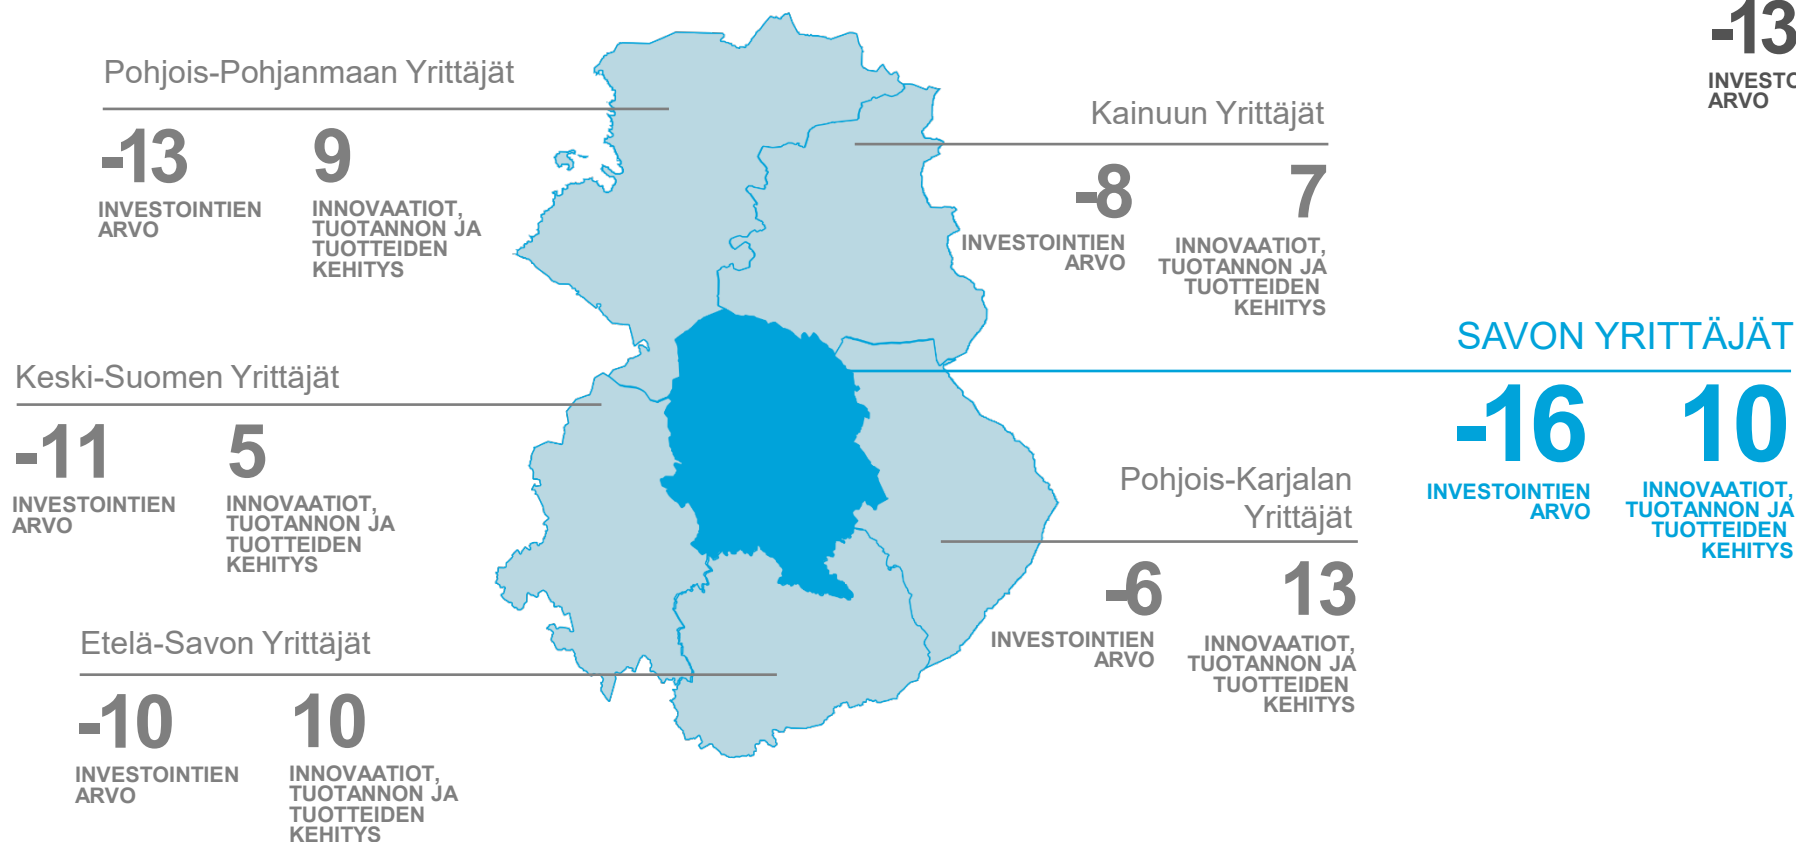 -13
INVESTO
ARVO
Pohjois-Pohjanmaan Yrittäjät
-13
INVESTOINTIEN
ARVO
9
INNOVAATIOT,
TUOTANNON JA
TUOTTEIDEN
KEHITYS
Kainuun Yrittäjät
-8
INVESTOINTIEN
ARVO
7
INNOVAATIOT,
TUOTANNON JA
TUOTTEIDEN
KEHITYS
SAVON YRITTÄJÄT
-16
INVESTOINTIEN
ARVO
10
INNOVAATIOT,
TUOTANNON JA
TUOTTEIDEN
KEHITYS
Keski-Suomen Yrittäjät
-11
INVESTOINTIEN
ARVO
5
INNOVAATIOT,
TUOTANNON JA
TUOTTEIDEN
KEHITYS
Pohjois-Karjalan
Yrittäjät
-6
INVESTOINTIEN
ARVO
13
INNOVAATIOT,
TUOTANNON JA
TUOTTEIDEN
KEHITYS
Etelä-Savon Yrittäjät
-10
INVESTOINTIEN
ARVO
10
INNOVAATIOT,
TUOTANNON JA
TUOTTEIDEN
KEHITYS